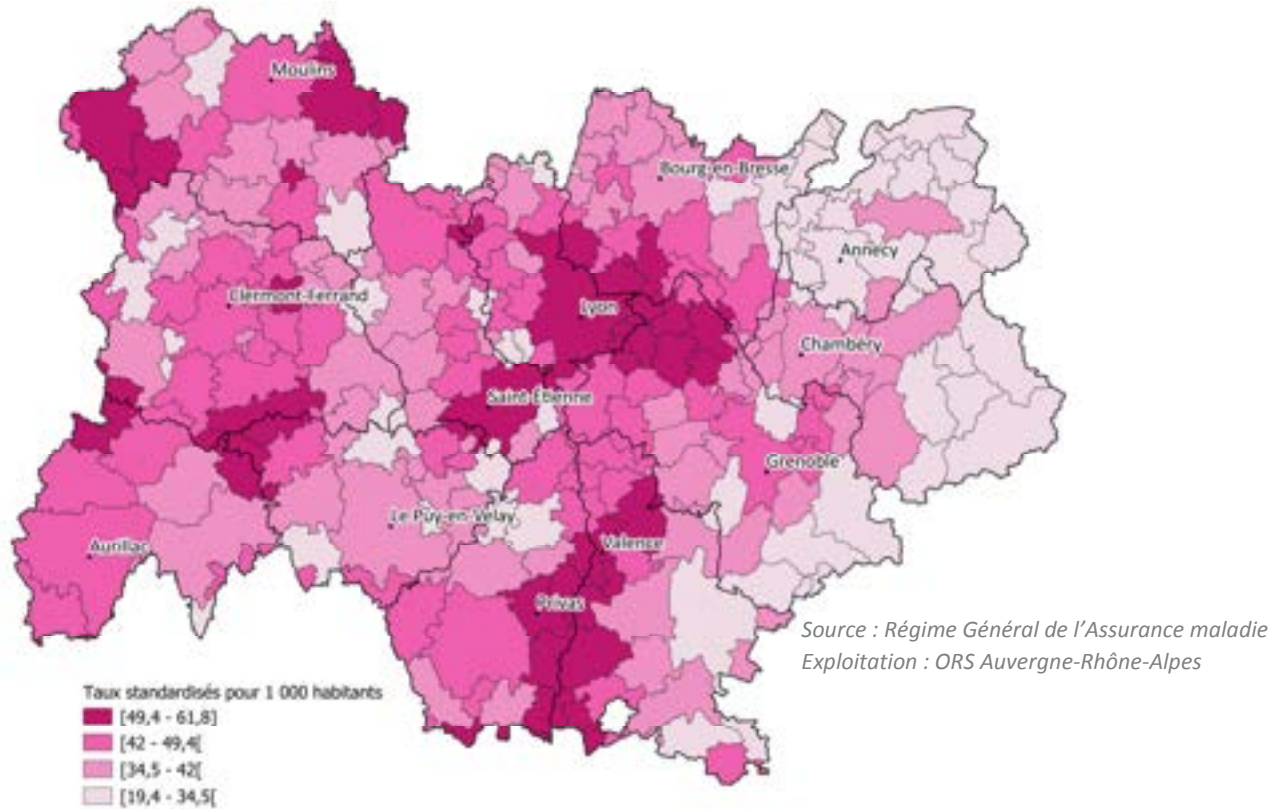 Moulins
Bourg-en-Bresse
Annecy
Clermont-Ferrand
Lyon
Chambéry
Saint-Étienne
Grenoble
Le Puy-en-Velay
Valence
Aurillac
Privas
Source : Régime Général de l'Assurance maladie
Exploitation : ORS Auvergne-Rhône-Alpes
Taux standardisés pour 1 000 habitants
[49,4 - 61,8]
[42 - 49,4[
[34,5 - 42[
[19,4 - 34,5[